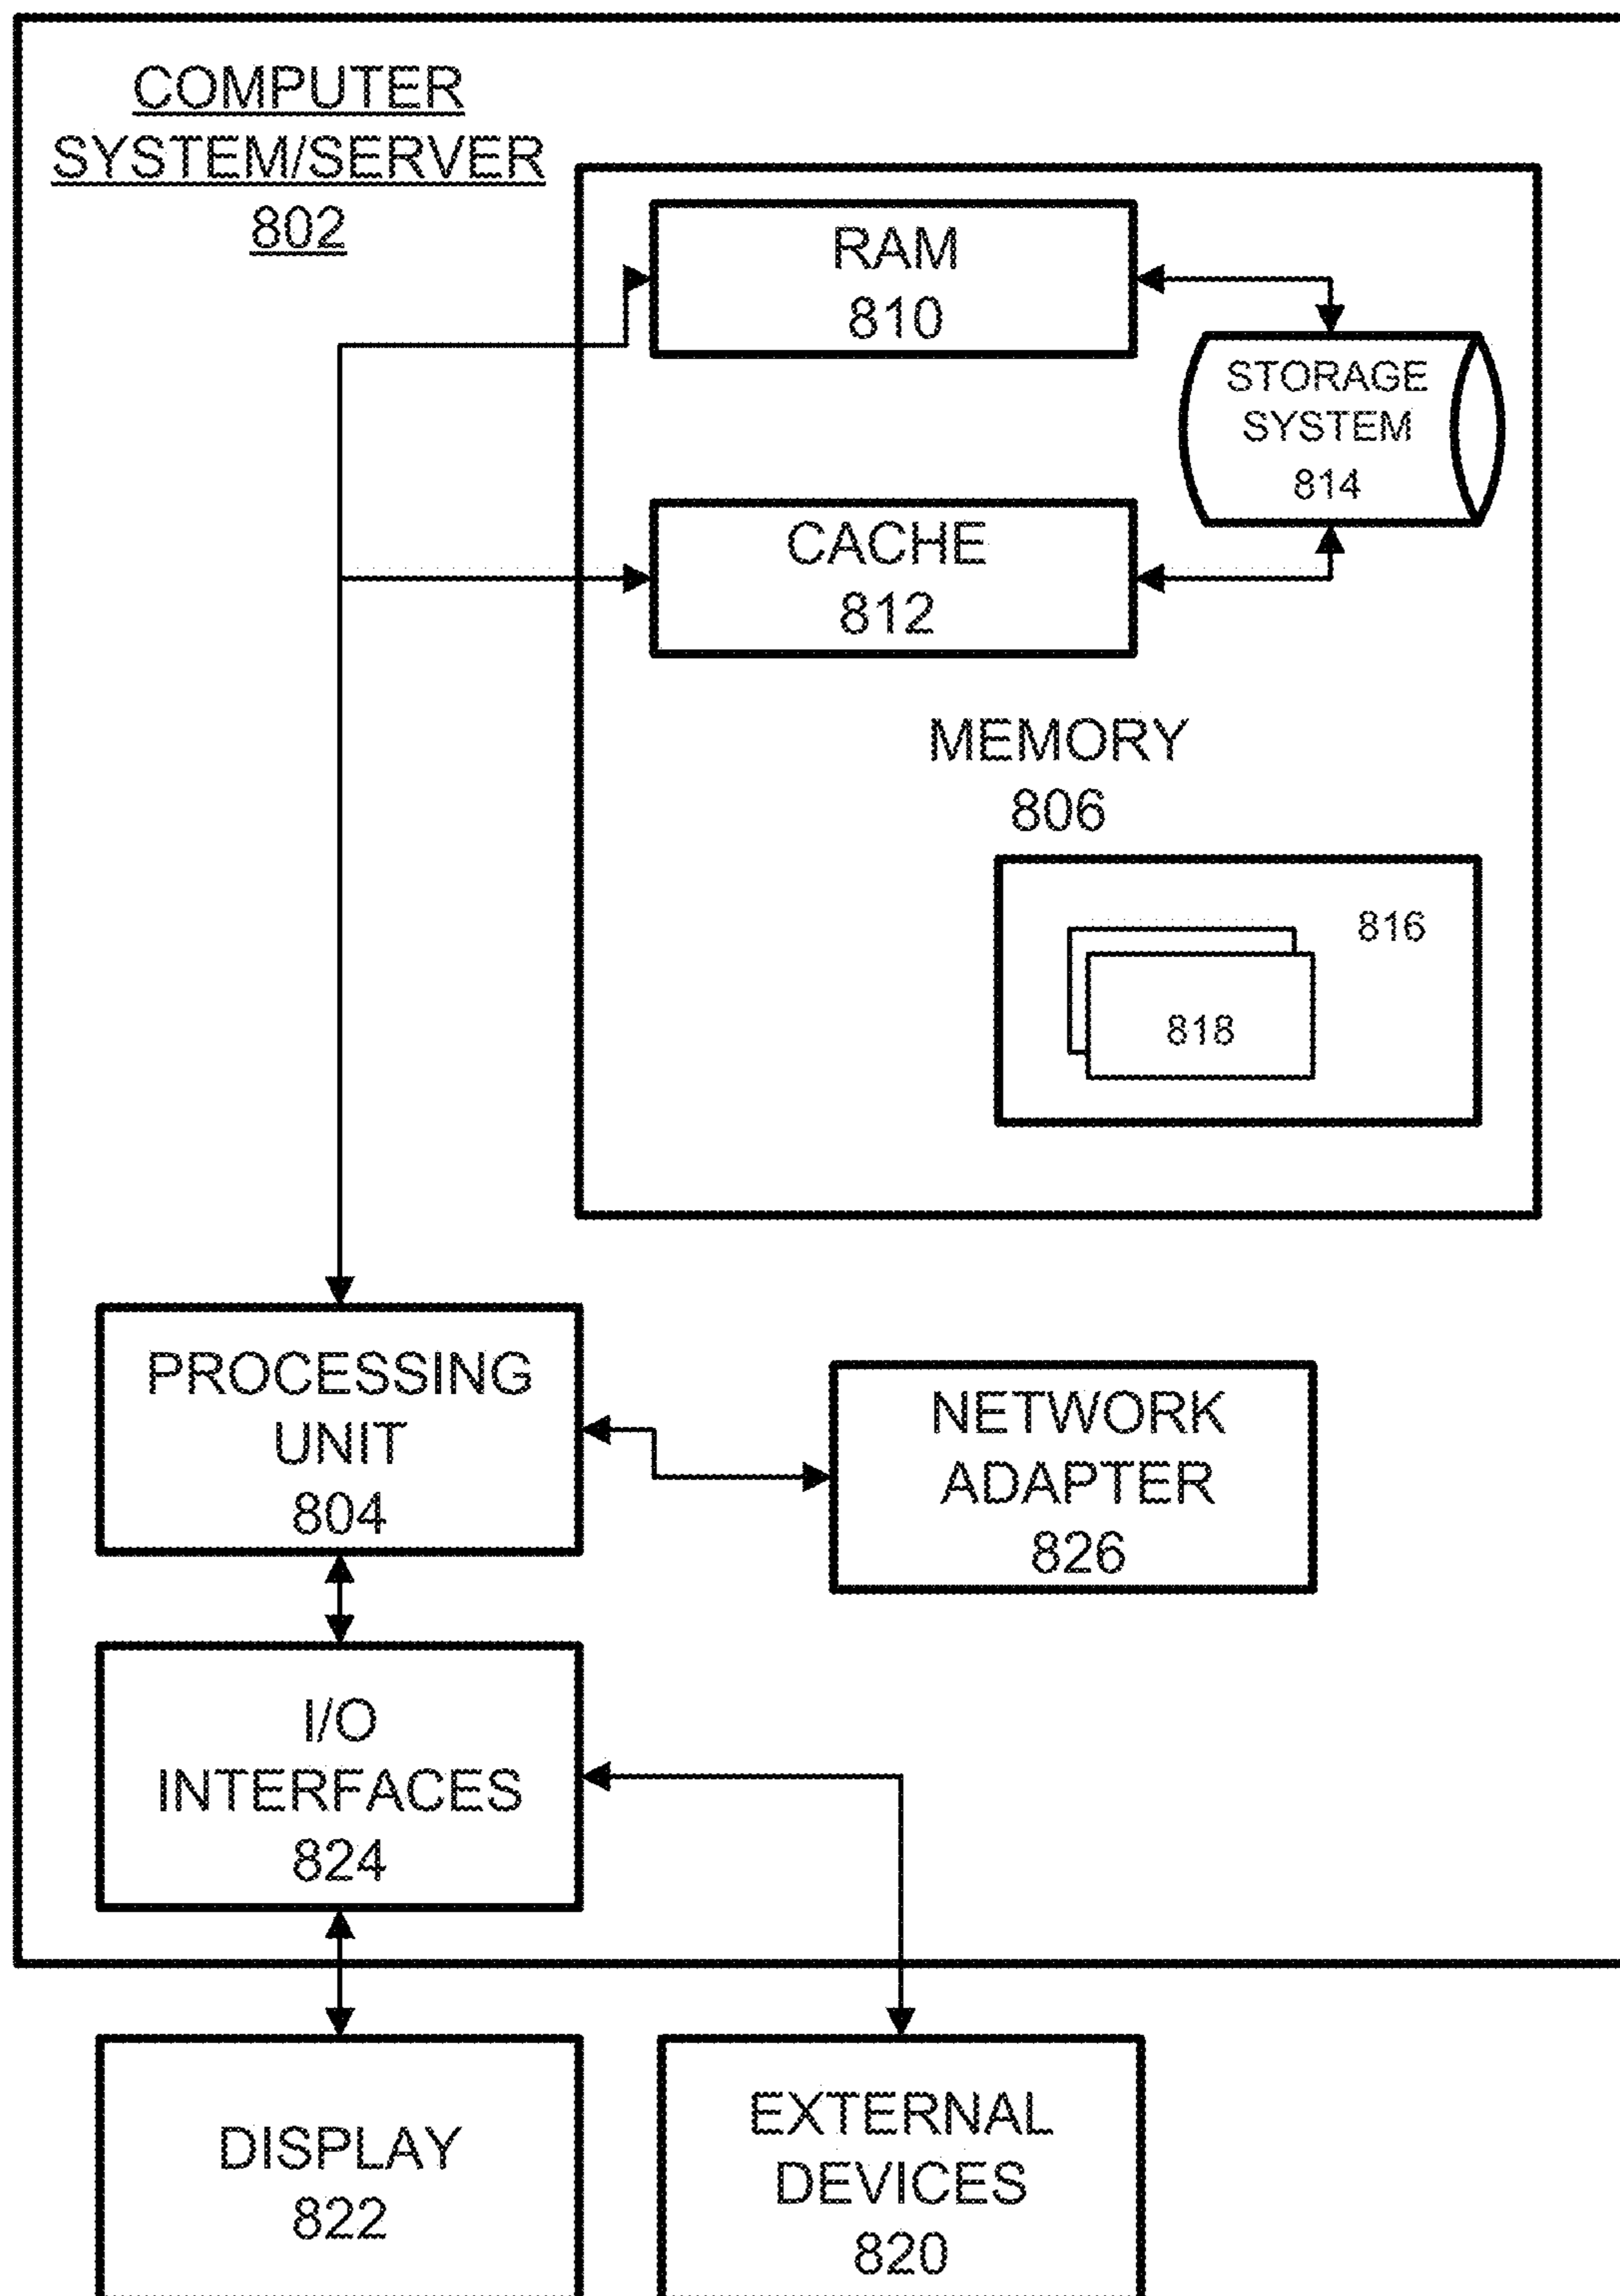 COMPUTER
SYSTEM/SERVER
802
RAM
810
STORAGE
SYSTEM
814
CACHE
812
MEMORY
806
816
818
PROCESSING
UNIT
804
NETWORK
ADAPTER
826
I/O
INTERFACES
824
DISPLAY
822
EXTERNAL
DEVICES
820